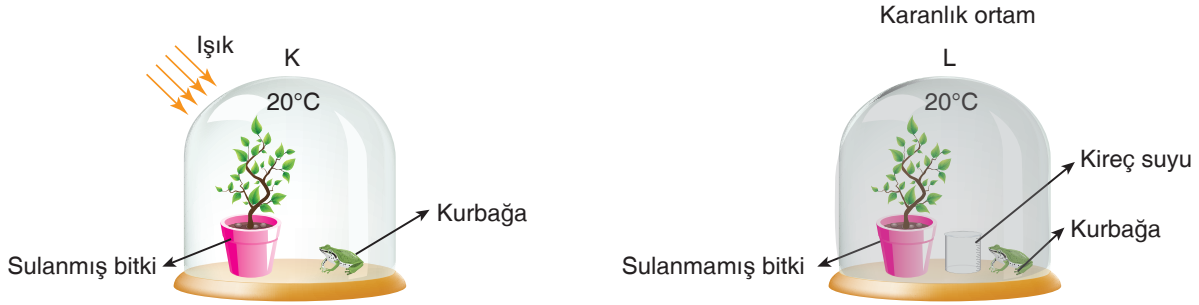 Işık
K
20°C
Kurbağa
Sulanmış bitki
Karanlık ortam
L
20°C
Kireç suyu
Kurbağa
Sulanmamış bitki